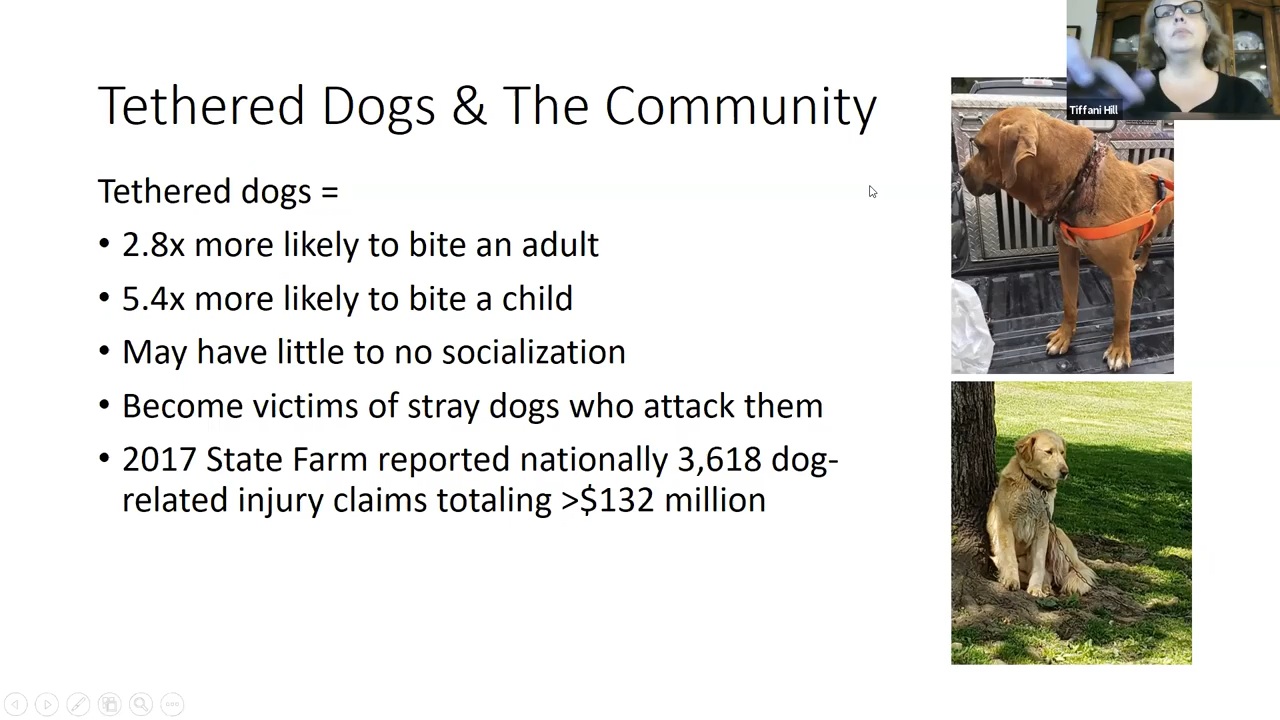 Tethered Dogs & The Community
Tethered dogs =
• 2.8x more likely to bite an adult
• 5.4x more likely to bite a child
• May have little to no socialization
• Become victims of stray dogs who attack them
• 2017 State Farm reported nationally 3,618 dog-
related injury claims totaling >$132 million
Tiffani Hill